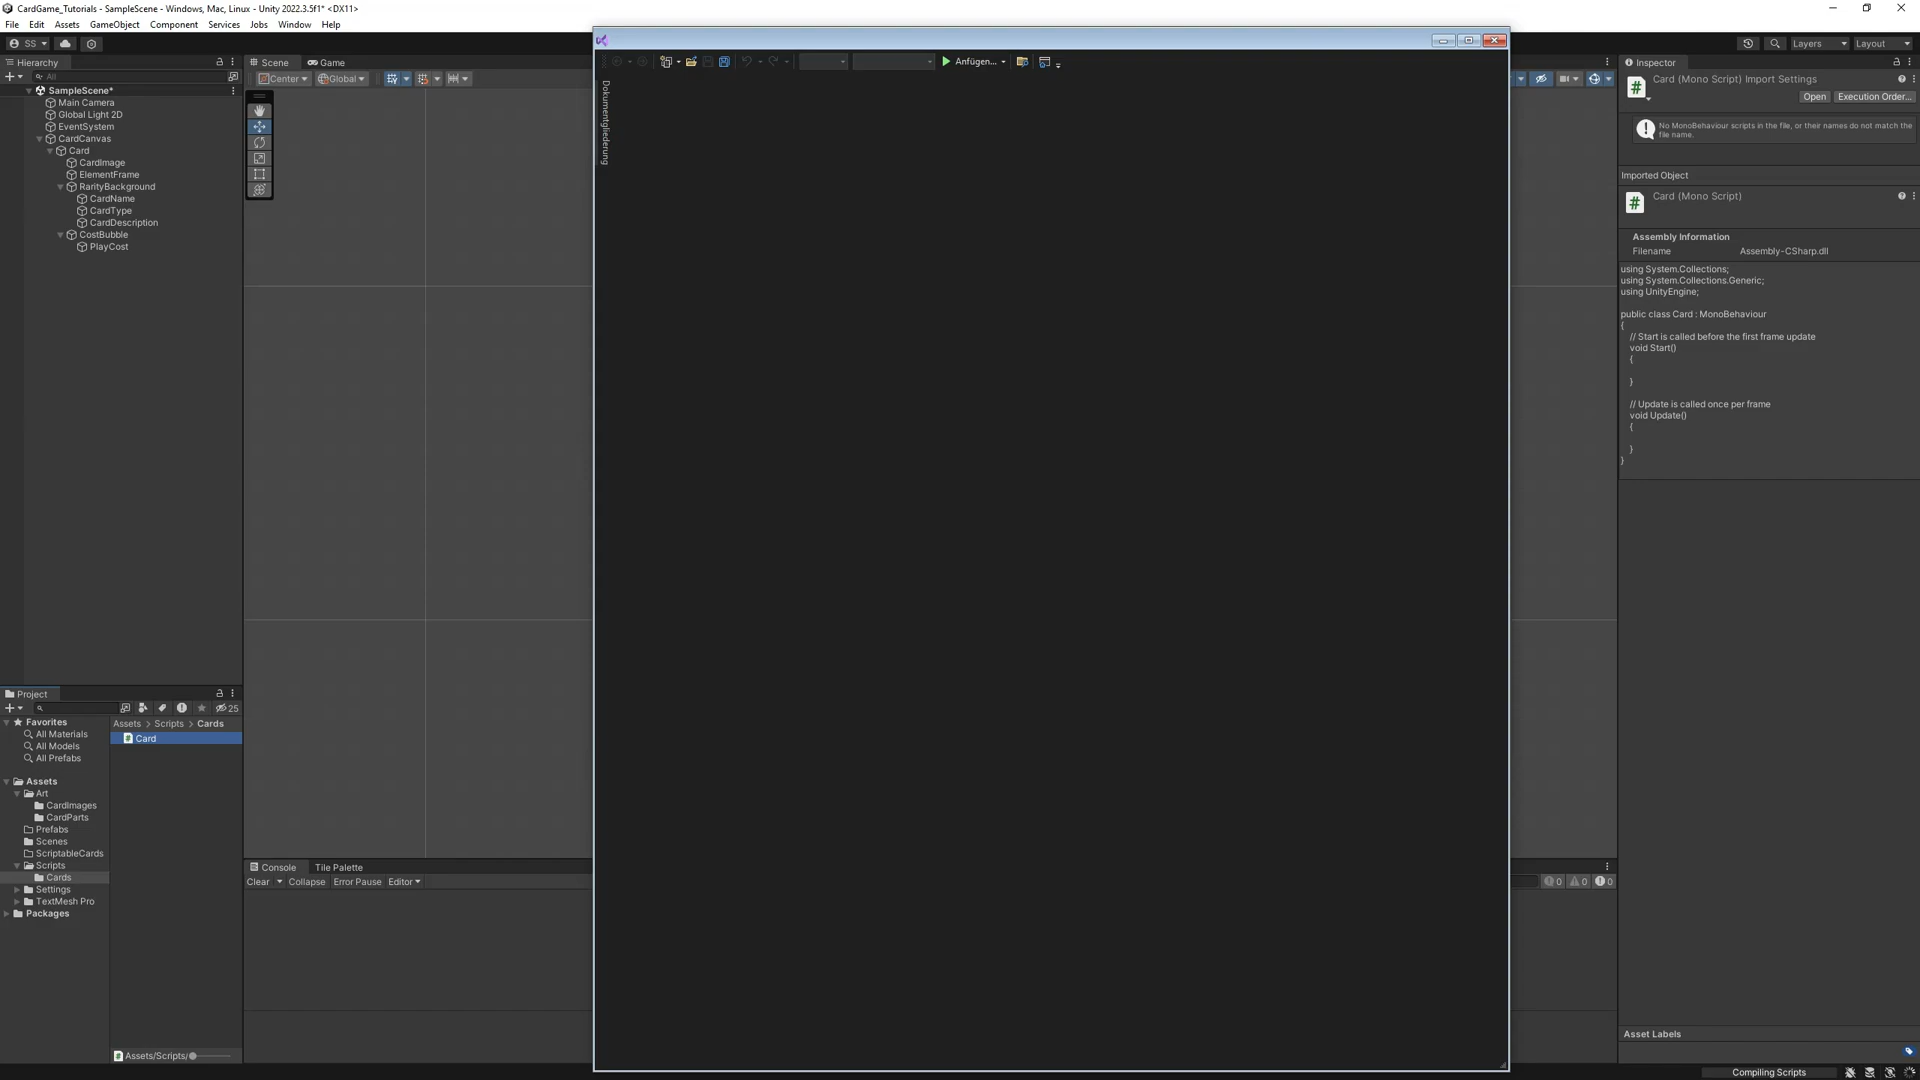 CardGame_Tutorials - SampleScene - Windows, Mac, Linux - Unity 2022.3.5f1* <DX11>
File Edit Assets GameObject Component Services Jobs Window Help
SS
Layers
Layout
Hierarchy
All
SampleScene*
Main Camera
Global Light 2D
EventSystem
CardCanvas
Card
CardImage
ElementFrame
RarityBackground
CardName
CardType
CardDescription
CostBubble
PlayCost
Scene
Game
Center
Global
Anfügen...
Dokumentgliederung
Inspector
Card (Mono Script) Import Settings
Open
Execution Order...
No MonoBehaviour scripts in the file, or their names do not match the
file name.
Imported Object
Card (Mono Script)
Assembly Information
Filename Assembly-CSharp.dll
using System.Collections;
using System.Collections.Generic;
using UnityEngine;
public class Card : MonoBehaviour
{
// Start is called before the first frame update
void Start()
{
}
// Update is called once per frame
void Update()
{
}
}
Project
25
Favorites
All Materials
All Models
All Prefabs
Assets
Art
CardImages
CardParts
Prefabs
Scenes
ScriptableCards
Scripts
Cards
Settings
TextMesh Pro
Packages
Assets > Scripts > Cards
Card
Assets/Scripts/
Console
Tile Palette
Clear
Collapse
Error Pause
Editor
0
0
0
Asset Labels
Compiling Scripts